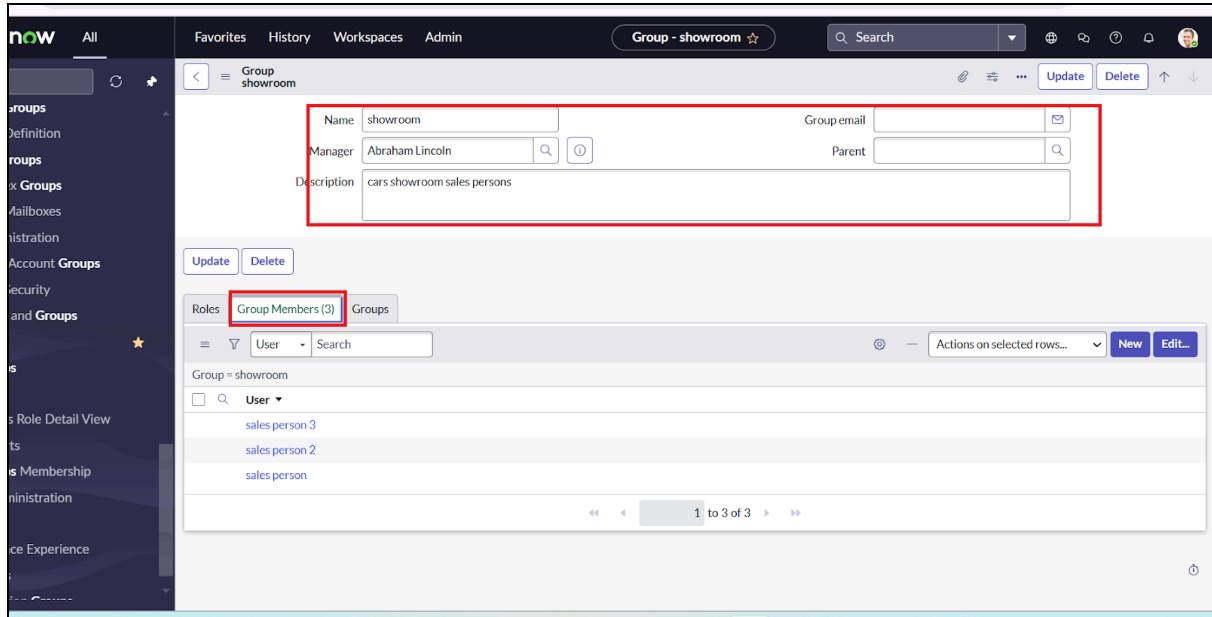 now All Favorites History Workspaces Admin Group - showroom Search
Group
showroom
Update Delete
Groups
Definition
Name showroom
Group email
Manager Abraham Lincoln
Parent
Description cars showroom sales persons
Groups
Mailboxes
Account Groups
Update Delete
and Groups
Roles Group Members (3) Groups
User Search
Actions on selected rows... New Edit...
Group = showroom
User
s Role Detail View
sales person 3
sales person 2
Membership
sales person
1 to 3 of 3
ce Experience